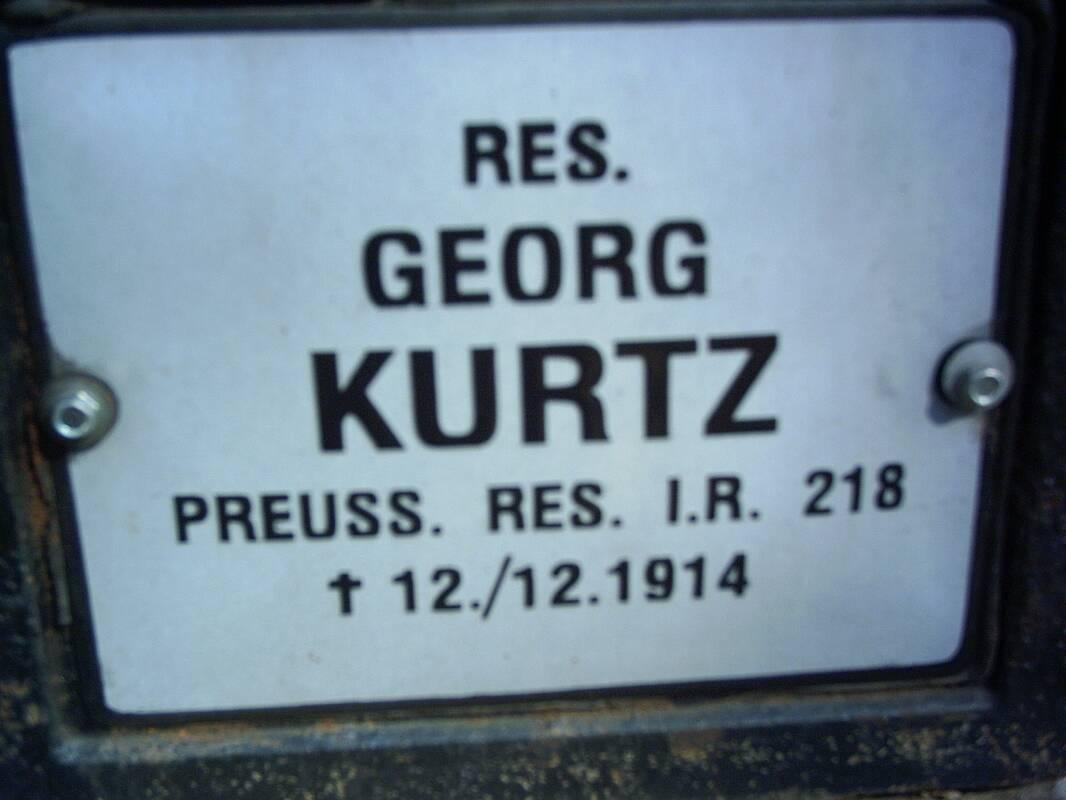 RES.
GEORG
KURTZ
PREUSS. RES. I.R. 218
✝ 12./12.1914